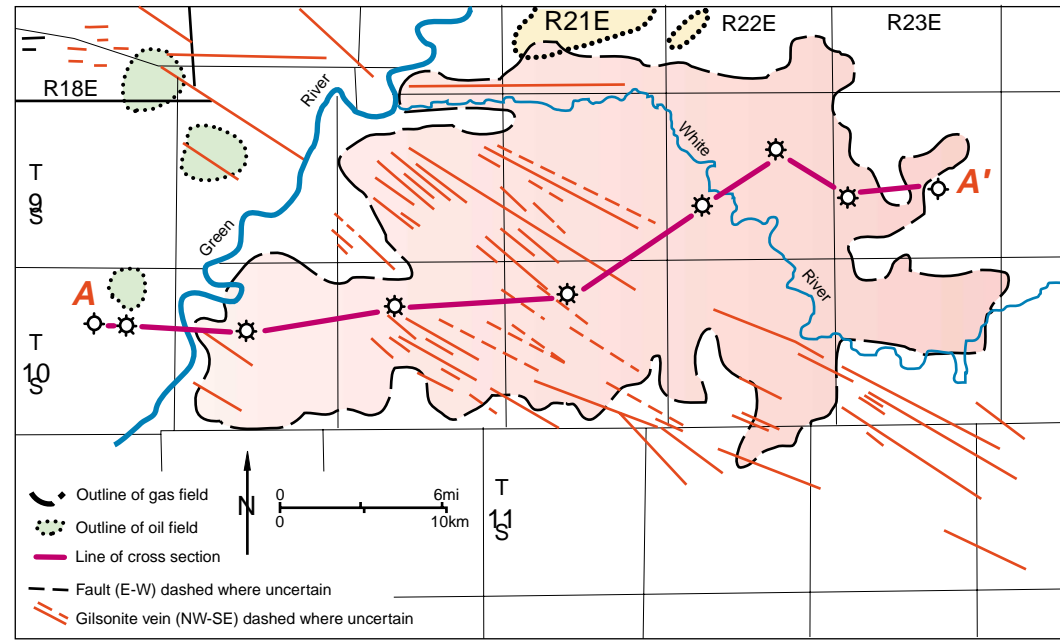 R21E
R22E
R23E
R18E
River
White
T
9
S
Green
A'
River
A
T
10
S
Outline of gas field
Outline of oil field
Line of cross section
Fault (E-W) dashed where uncertain
Gilsonite vein (NW-SE) dashed where uncertain
N
0 6mi
0 10km
T
11
S